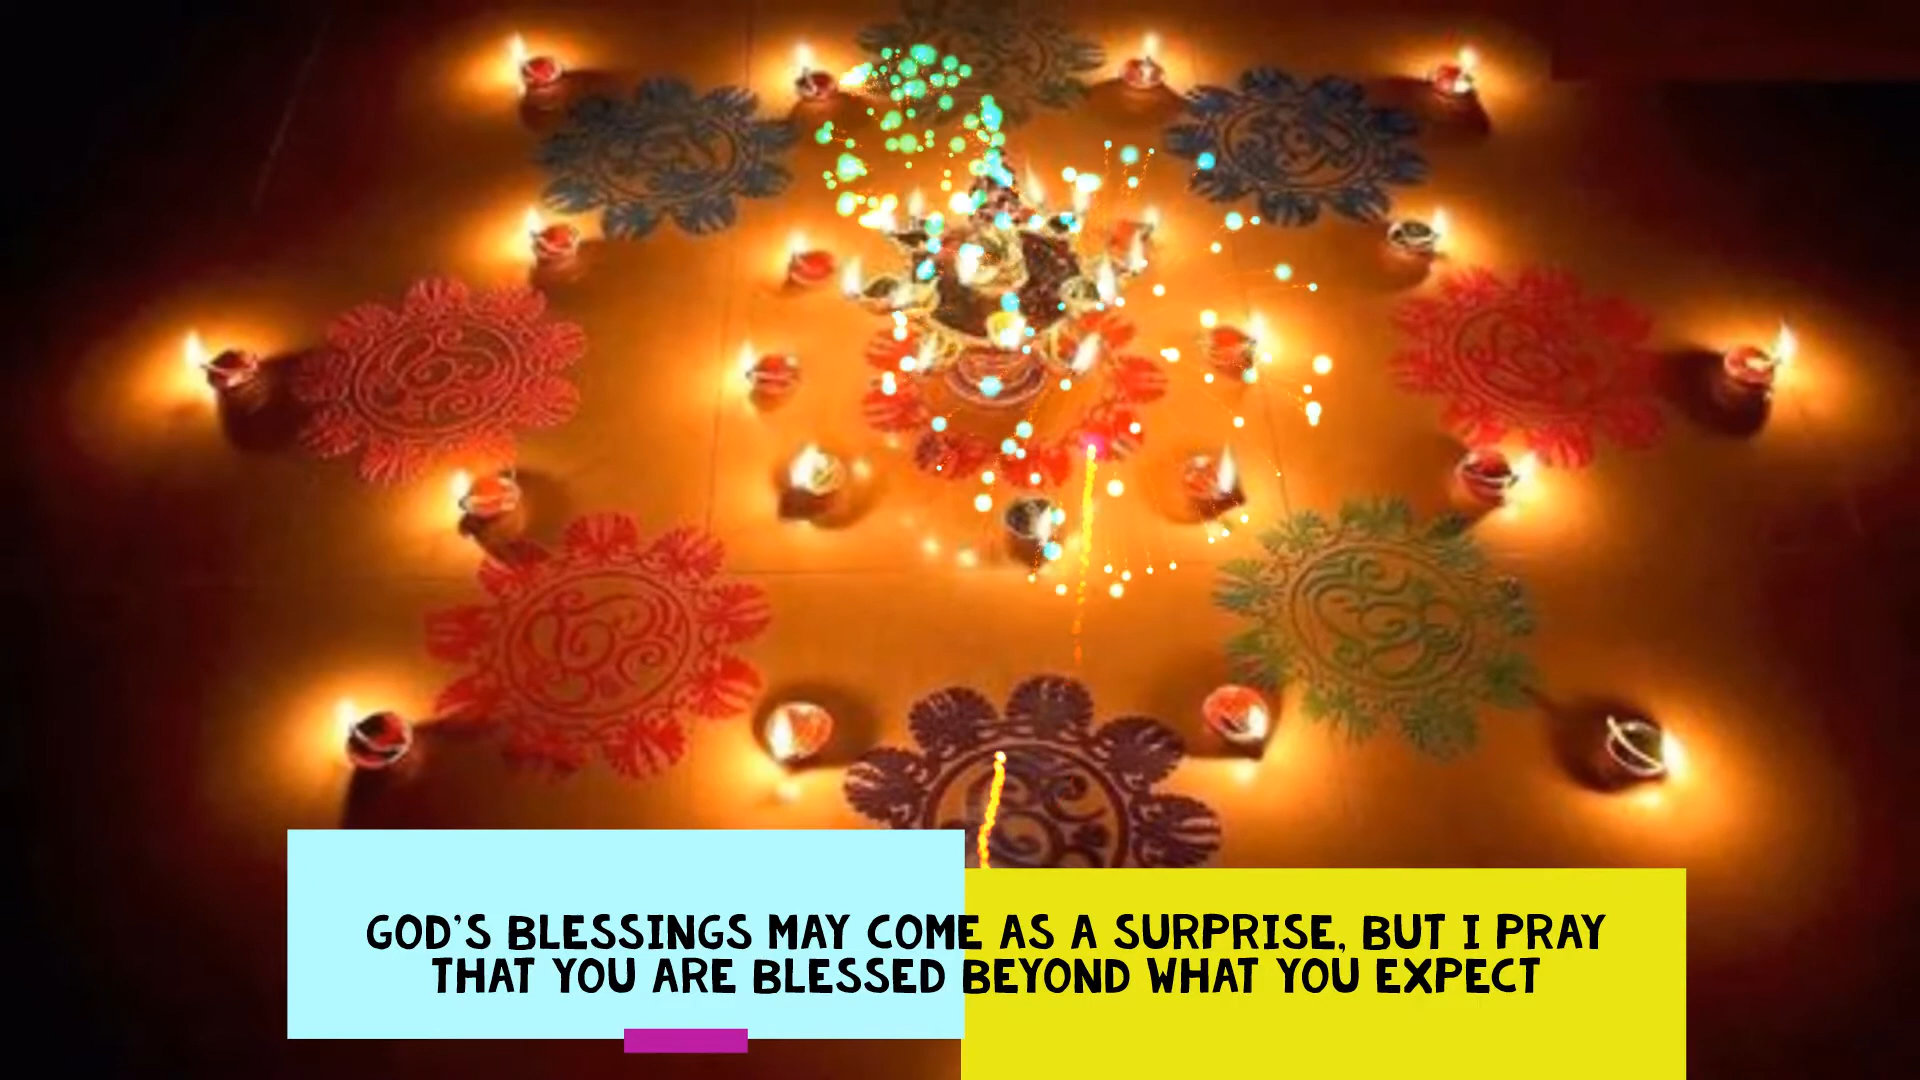 GOD'S BLESSINGS MAY COME AS A SURPRISE, BUT I PRAY
THAT YOU ARE BLESSED BEYOND WHAT YOU EXPECT